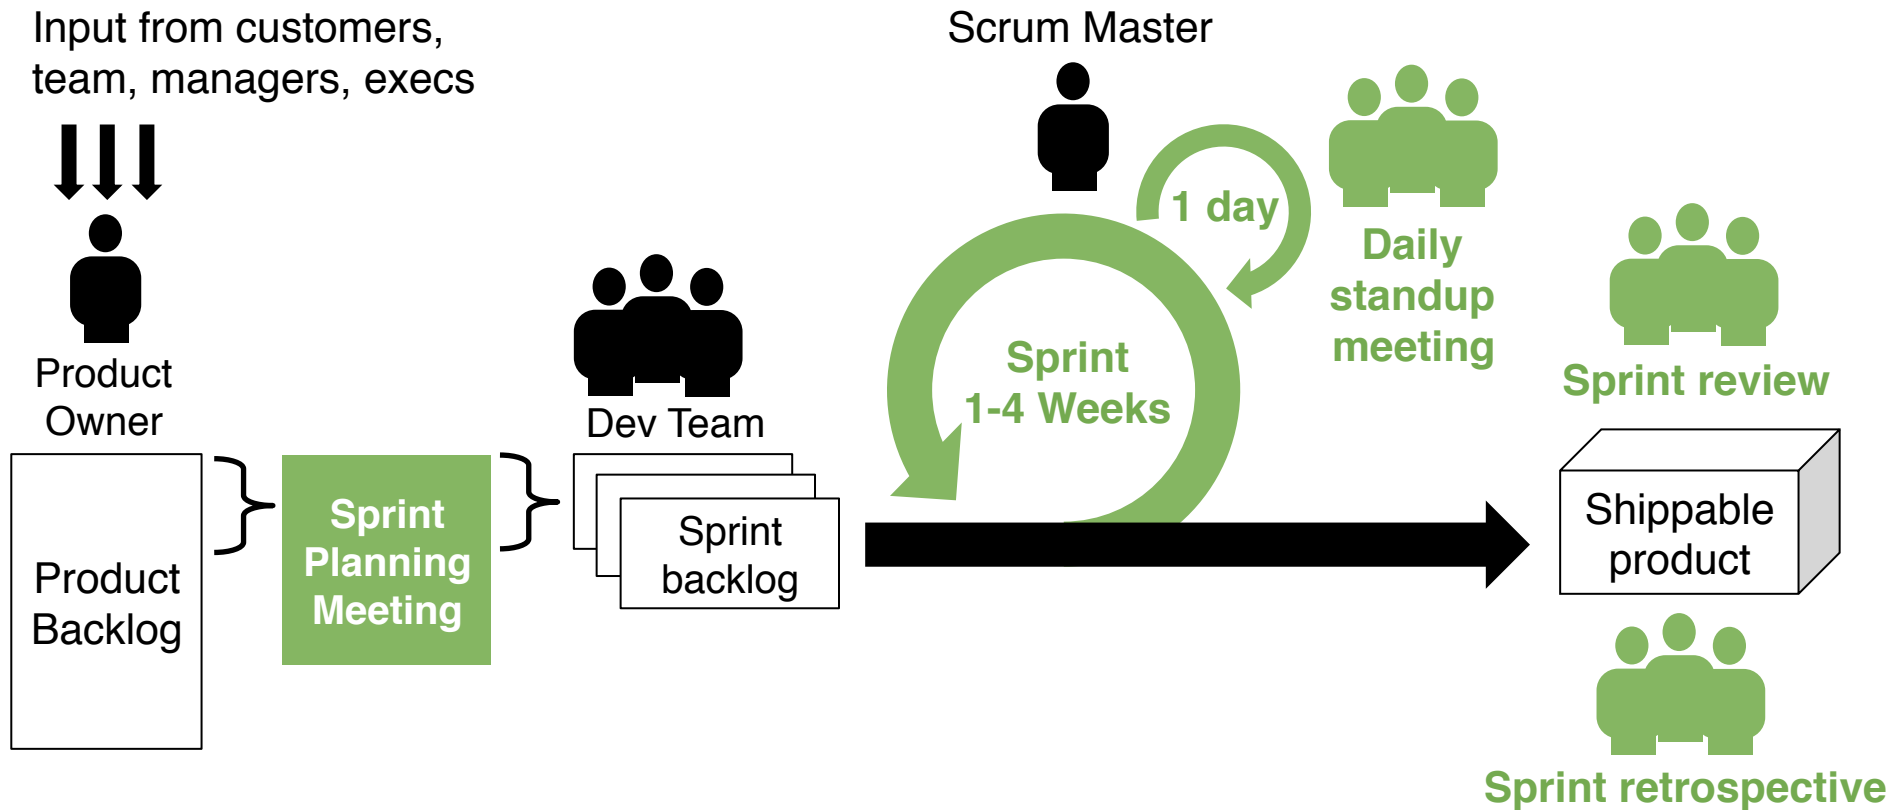 Input from customers,
team, managers, execs
Product
Owner
Product
Backlog
Sprint
Planning
Meeting
Dev Team
Sprint
backlog
Scrum Master
1 day
Sprint
1-4 Weeks
Daily
standup
meeting
Sprint review
Shippable
product
Sprint retrospective